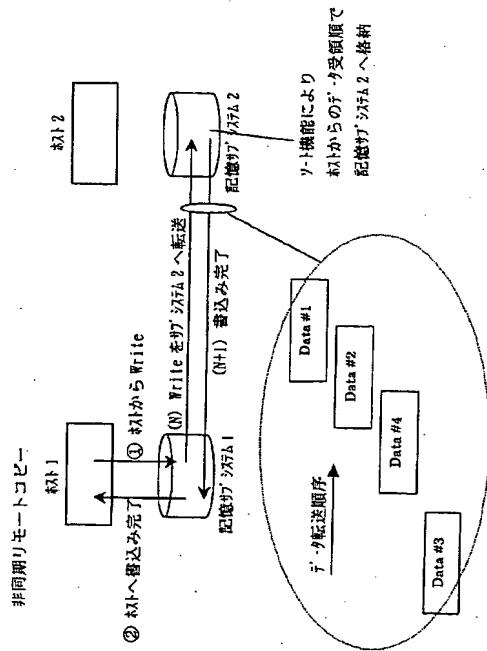 非同期リモートコピー
ホスト1
ホスト2
① ホストから Write
② ホストへ書込み完了
(N) Write をサブシステム2 へ転送
(N+1) 書込み完了
記憶サブシステム1
記憶サブシステム2
ソート機能により
ホストからのデータ受領順で
記憶サブシステム2 へ格納
データ転送順序
Data #1
Data #2
Data #4
Data #3